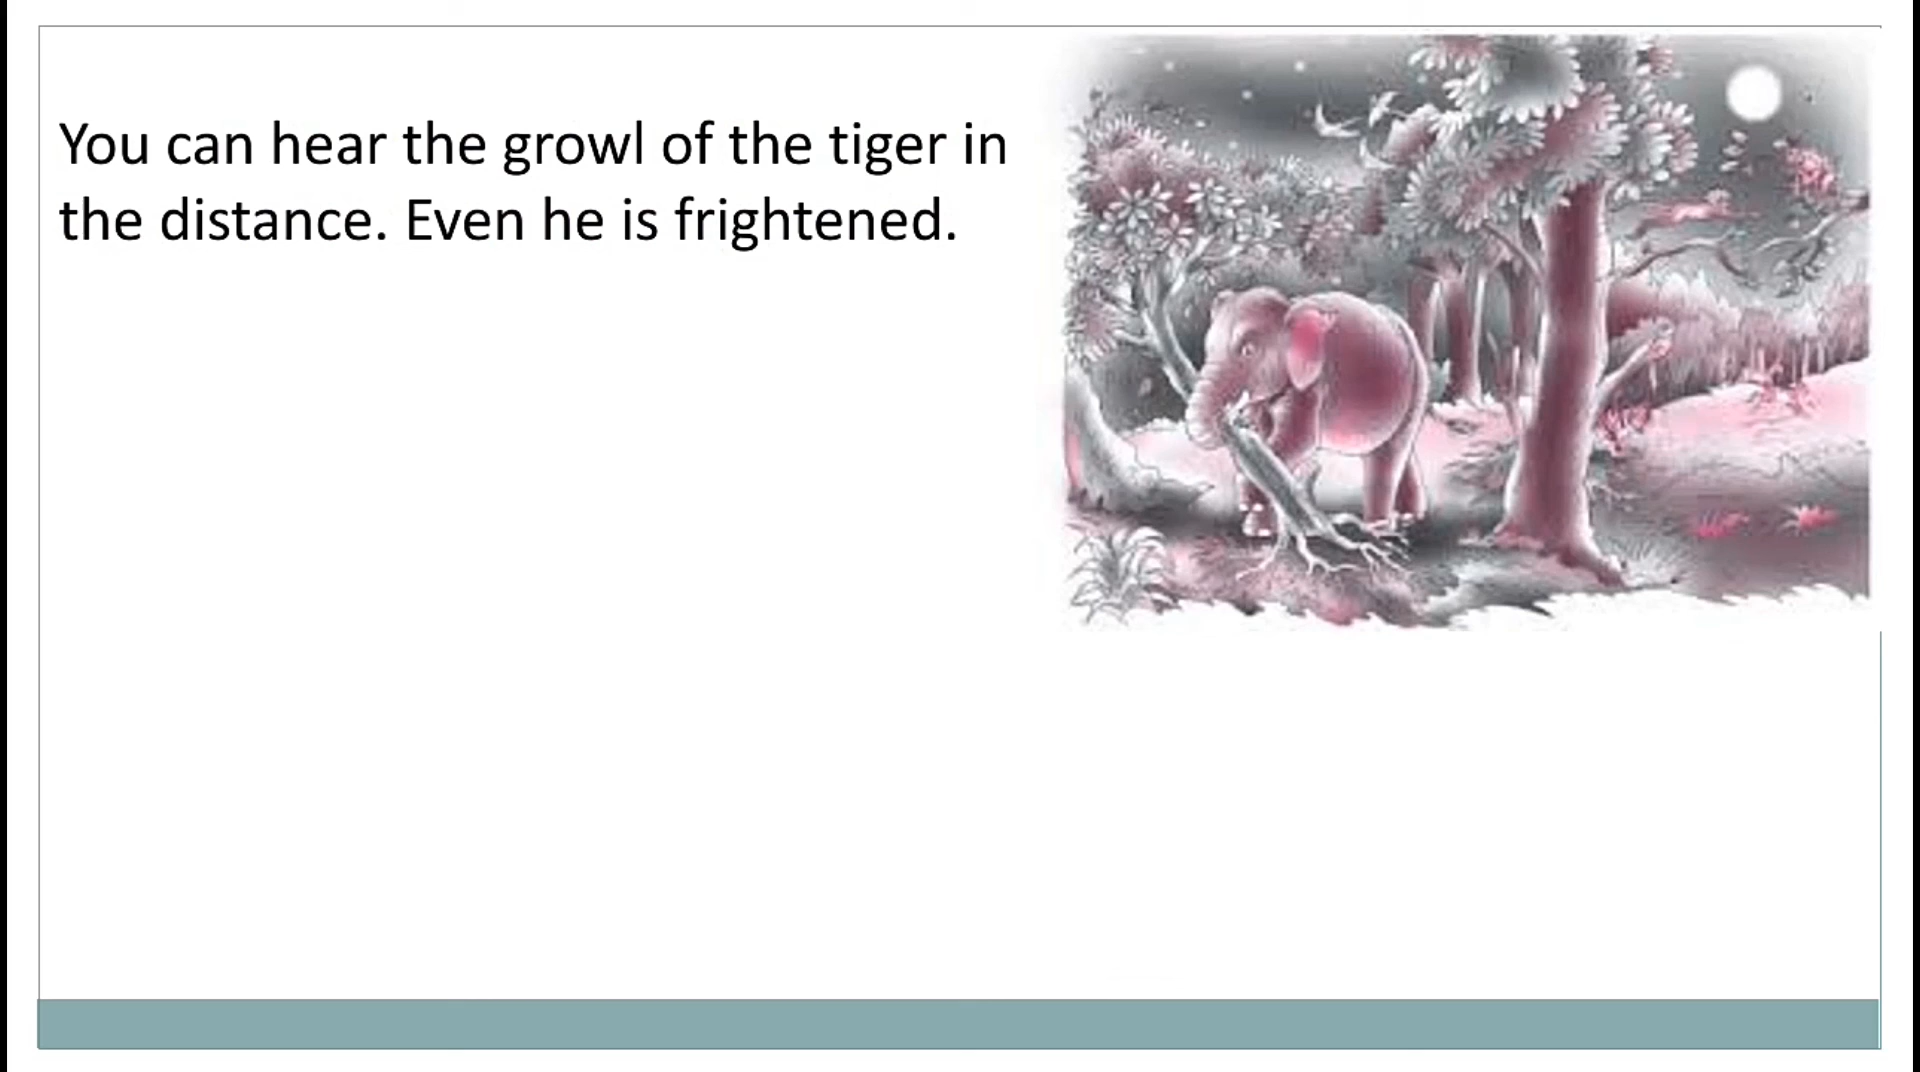 You can hear the growl of the tiger in
the distance. Even he is frightened.